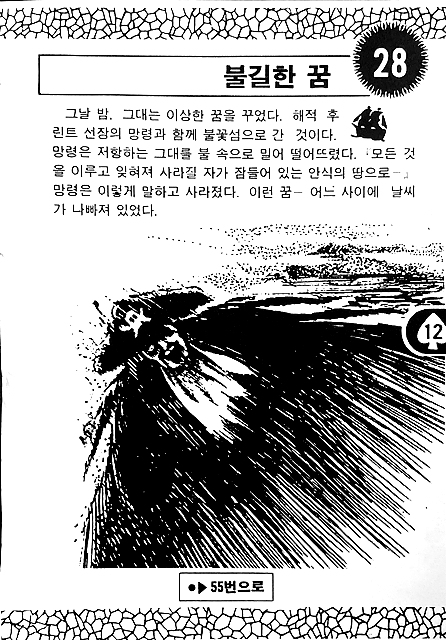 불길한 꿈
28
그날 밤, 그대는 이상한 꿈을 꾸었다. 해적 후
린트 선장의 망령과 함께 불꽃섬으로 간 것이다.
망령은 저항하는 그대를 불 속으로 밀어 떨어뜨렸다. 「모든 것
을 이루고 잊혀져 사라질 자가 잠들어 있는 안식의 땅으로—」
망령은 이렇게 말하고 사라졌다. 이런 꿈— 어느 사이에 날씨
가 나빠져 있었다.
12
●▶ 55번으로